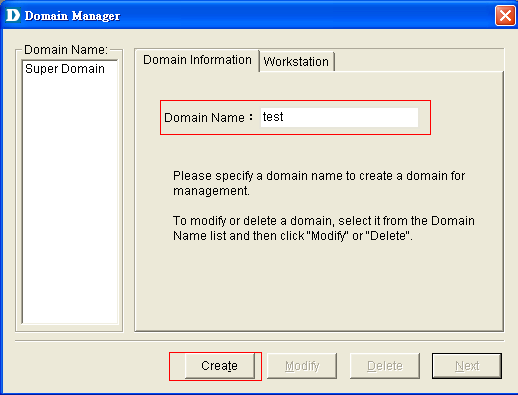 D Domain Manager
Domain Name:
Super Domain
Domain Information
Workstation
Domain Name :
test
Please specify a domain name to create a domain for
management.
To modify or delete a domain, select it from the Domain
Name list and then click "Modify" or "Delete".
Create
Modify
Delete
Next